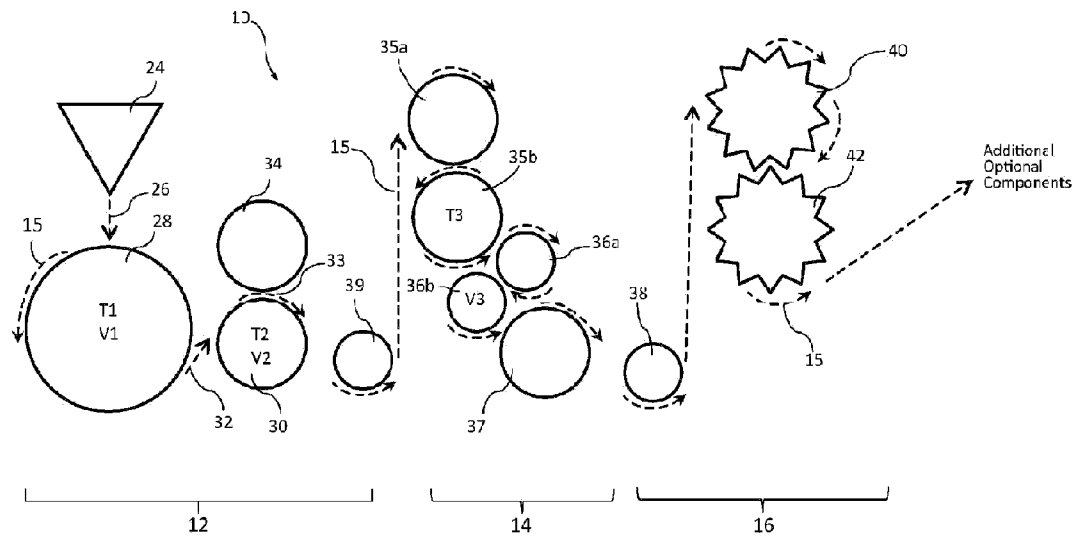 10
24
26
28
15
T1
V1
32
34
33
T2
V2
30
39
15
35a
35b
T3
36a
36b
V3
37
38
40
42
15
Additional
Optional
Components
12
14
16